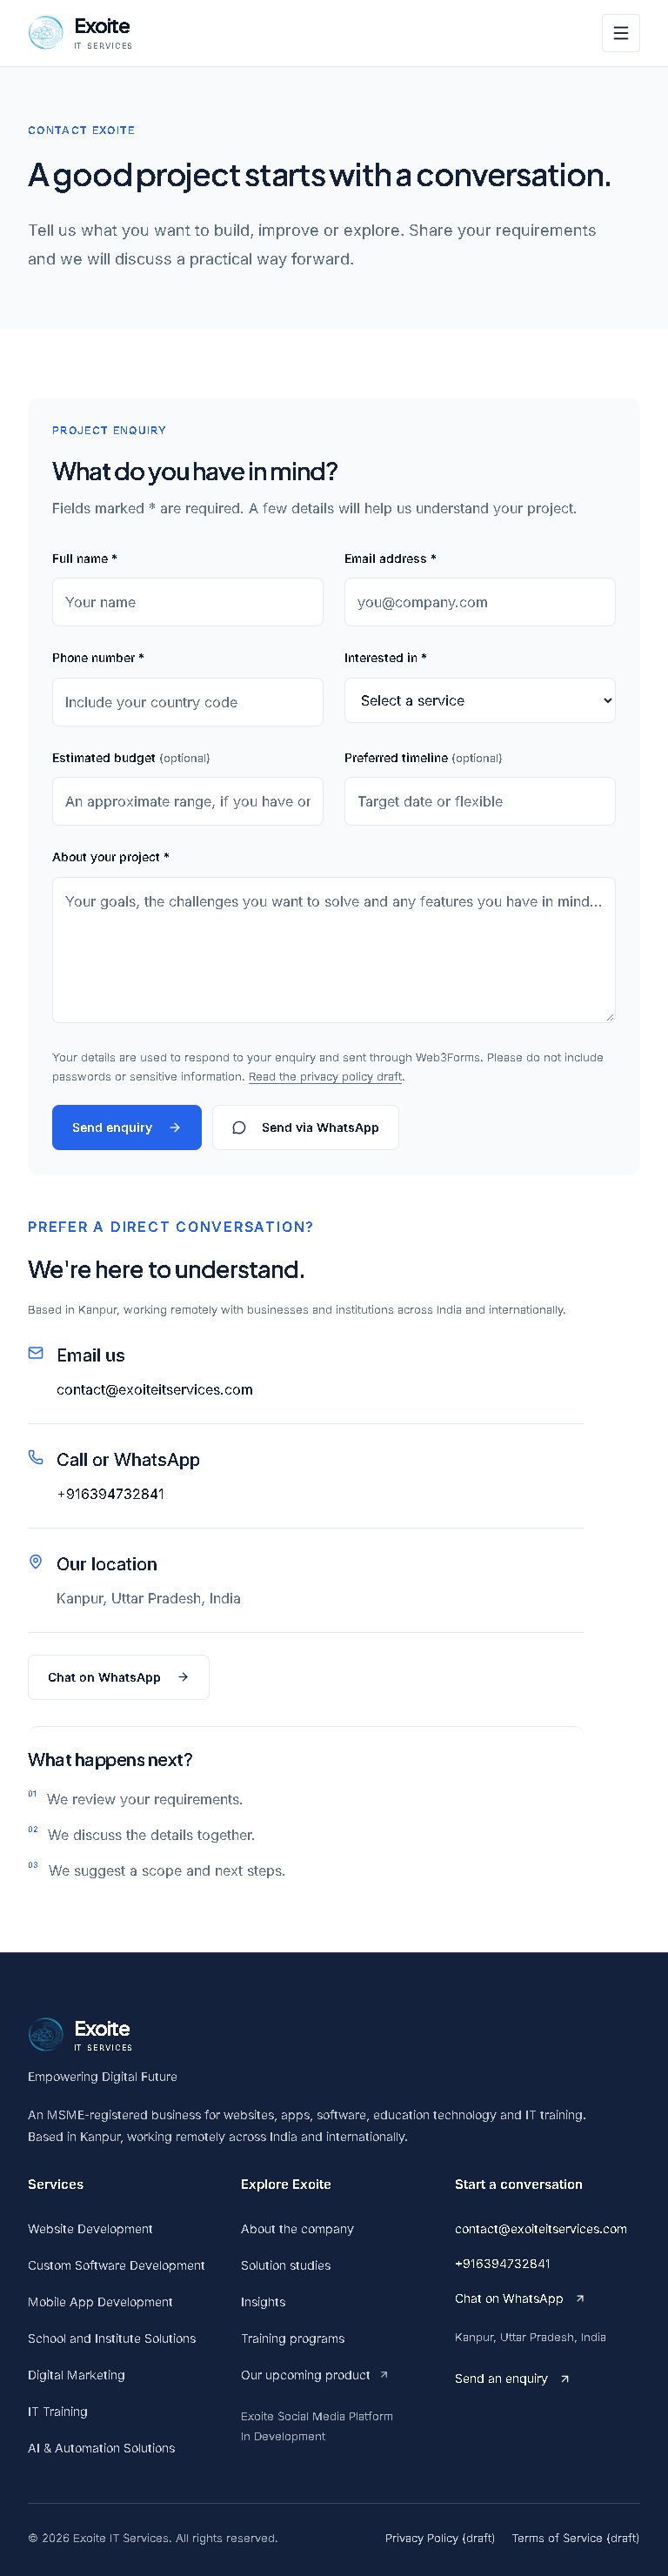 Exoite
IT SERVICES
CONTACT EXOITE
A good project starts with a conversation.
Tell us what you want to build, improve or explore. Share your requirements
and we will discuss a practical way forward.
PROJECT ENQUIRY
What do you have in mind?
Fields marked * are required. A few details will help us understand your project.
Full name *
Email address *
Your name
you@company.com
Phone number *
Interested in *
Include your country code
Select a service
Estimated budget (optional)
Preferred timeline (optional)
An approximate range, if you have or
Target date or flexible
About your project *
Your goals, the challenges you want to solve and any features you have in mind...
Your details are used to respond to your enquiry and sent through Web3Forms. Please do not include
passwords or sensitive information. Read the privacy policy draft.
Send enquiry →
Send via WhatsApp
PREFER A DIRECT CONVERSATION?
We're here to understand.
Based in Kanpur, working remotely with businesses and institutions across India and internationally.
Email us
contact@exoiteitservices.com
Call or WhatsApp
+916394732841
Our location
Kanpur, Uttar Pradesh, India
Chat on WhatsApp →
What happens next?
01 We review your requirements.
02 We discuss the details together.
03 We suggest a scope and next steps.
Exoite
IT SERVICES
Empowering Digital Future
An MSME-registered business for websites, apps, software, education technology and IT training.
Based in Kanpur, working remotely across India and internationally.
Services
Website Development
Custom Software Development
Mobile App Development
School and Institute Solutions
Digital Marketing
IT Training
AI & Automation Solutions
Explore Exoite
About the company
Solution studies
Insights
Training programs
Our upcoming product ↗
Exoite Social Media Platform
In Development
Start a conversation
contact@exoiteitservices.com
+916394732841
Chat on WhatsApp ↗
Kanpur, Uttar Pradesh, India
Send an enquiry ↗
© 2026 Exoite IT Services. All rights reserved.
Privacy Policy (draft)
Terms of Service (draft)